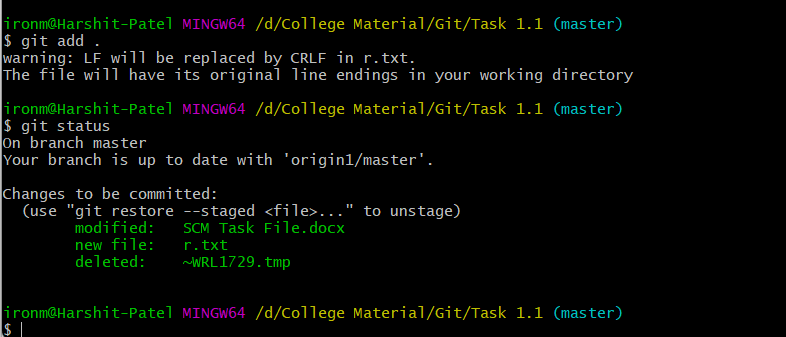 ironm@Harshit-Patel MINGW64 /d/College Material/Git/Task 1.1 (master)
$ git add .
warning: LF will be replaced by CRLF in r.txt.
The file will have its original line endings in your working directory
ironm@Harshit-Patel MINGW64 /d/College Material/Git/Task 1.1 (master)
$ git status
On branch master
Your branch is up to date with 'origin1/master'.
Changes to be committed:
(use "git restore --staged <file>..." to unstage)
modified: SCM Task File.docx
new file: r.txt
deleted: ~WRL1729.tmp
ironm@Harshit-Patel MINGW64 /d/College Material/Git/Task 1.1 (master)
$